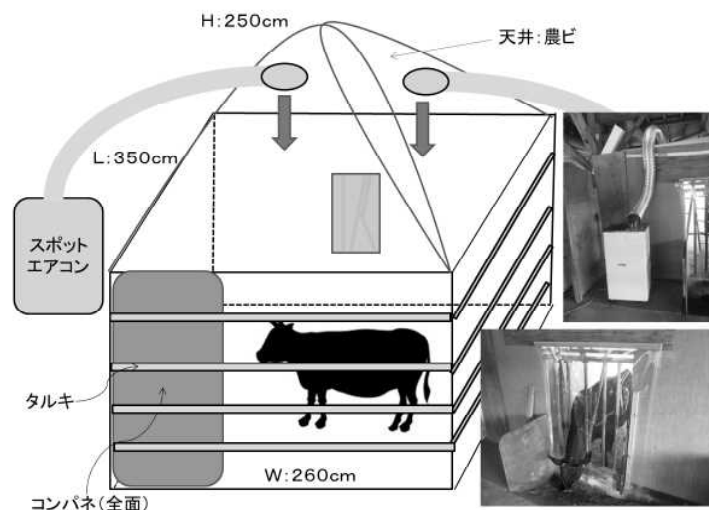 H:250cm
天井:農ビ
L:350cm
スポット
エアコン
タルキ
W:260cm
コンパネ(全面)